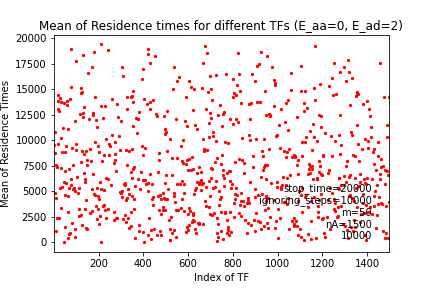 Mean of Residence times for different TFs (E_aa=0, E_ad=2)
Mean of Residence Times
20000
17500
15000
12500
10000
7500
5000
2500
0
stop_time=20000
ignoring_steps=10000
m=50
nA=1500
10000
200
400
600
800
1000
1200
1400
Index of TF